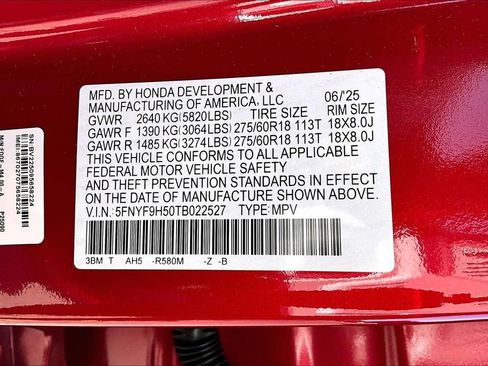 MFD. BY HONDA DEVELOPMENT &
MANUFACTURING OF AMERICA, LLC 06/'25
GVWR 2640 KG(5820LBS) TIRE SIZE RIM SIZE
GAWR F 1390 KG(3064LBS) 275/60R18 113T 18X8.0J
GAWR R 1485 KG(3274LBS) 275/60R18 113T 18X8.0J
THIS VEHICLE CONFORMS TO ALL APPLICABLE
FEDERAL MOTOR VEHICLE SAFETY
AND THEFT PREVENTION STANDARDS IN EFFECT
ON THE DATE OF MANUFACTURE SHOWN ABOVE.
V.I.N. 5FNYF9H50TB022527 TYPE:MPV
3BM T AH5 -R580M -Z -B
SN:BV225095658224
P25090